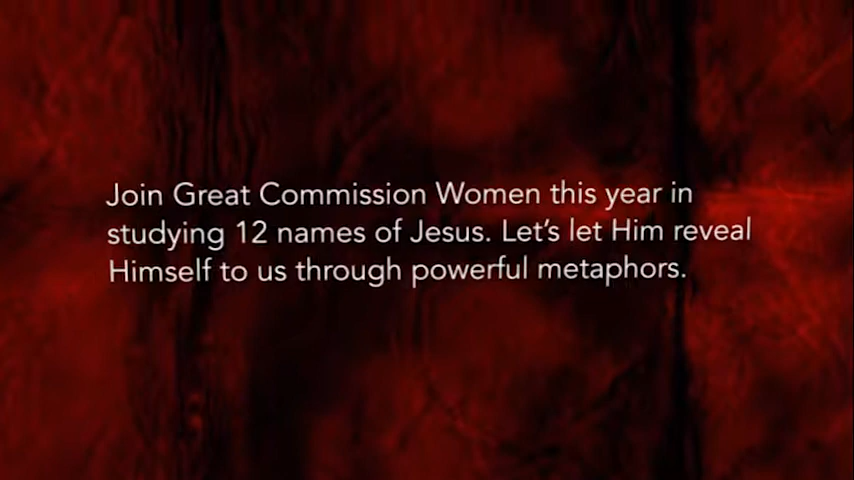 Join Great Commission Women this year in
studying 12 names of Jesus. Let's let Him reveal
Himself to us through powerful metaphors.